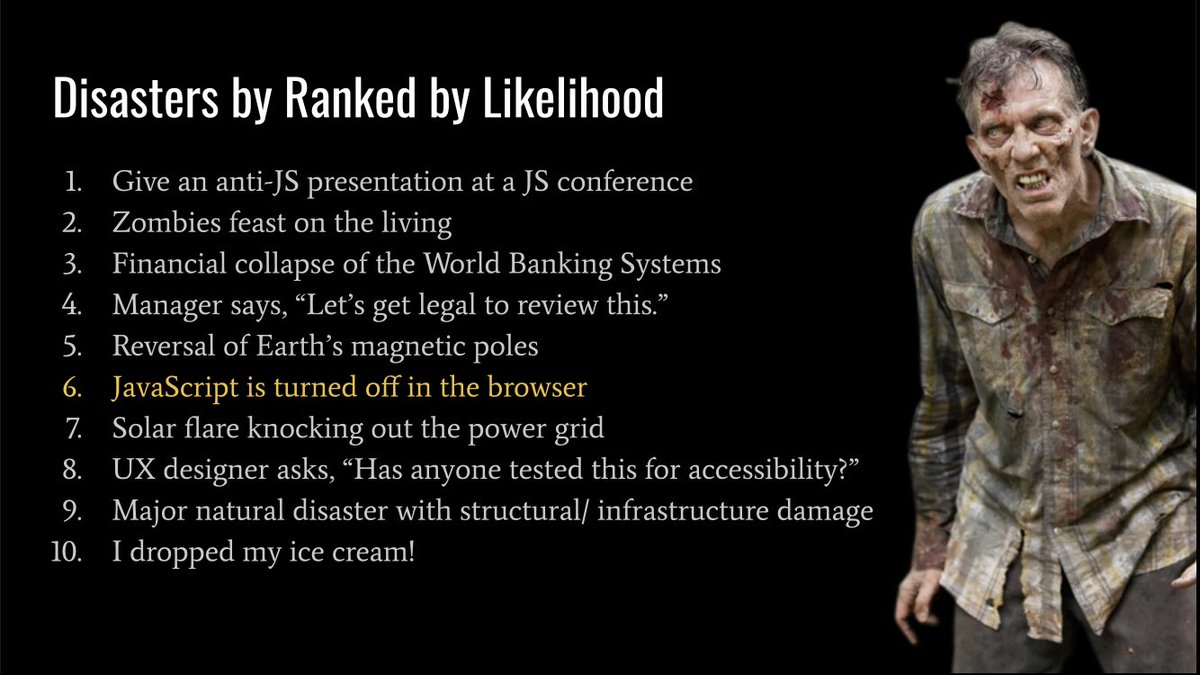 Disasters by Ranked by Likelihood
1. Give an anti-JS presentation at a JS conference
2. Zombies feast on the living
3. Financial collapse of the World Banking Systems
4. Manager says, “Let’s get legal to review this.”
5. Reversal of Earth’s magnetic poles
6. JavaScript is turned off in the browser
7. Solar flare knocking out the power grid
8. UX designer asks, “Has anyone tested this for accessibility?”
9. Major natural disaster with structural/ infrastructure damage
10. I dropped my ice cream!